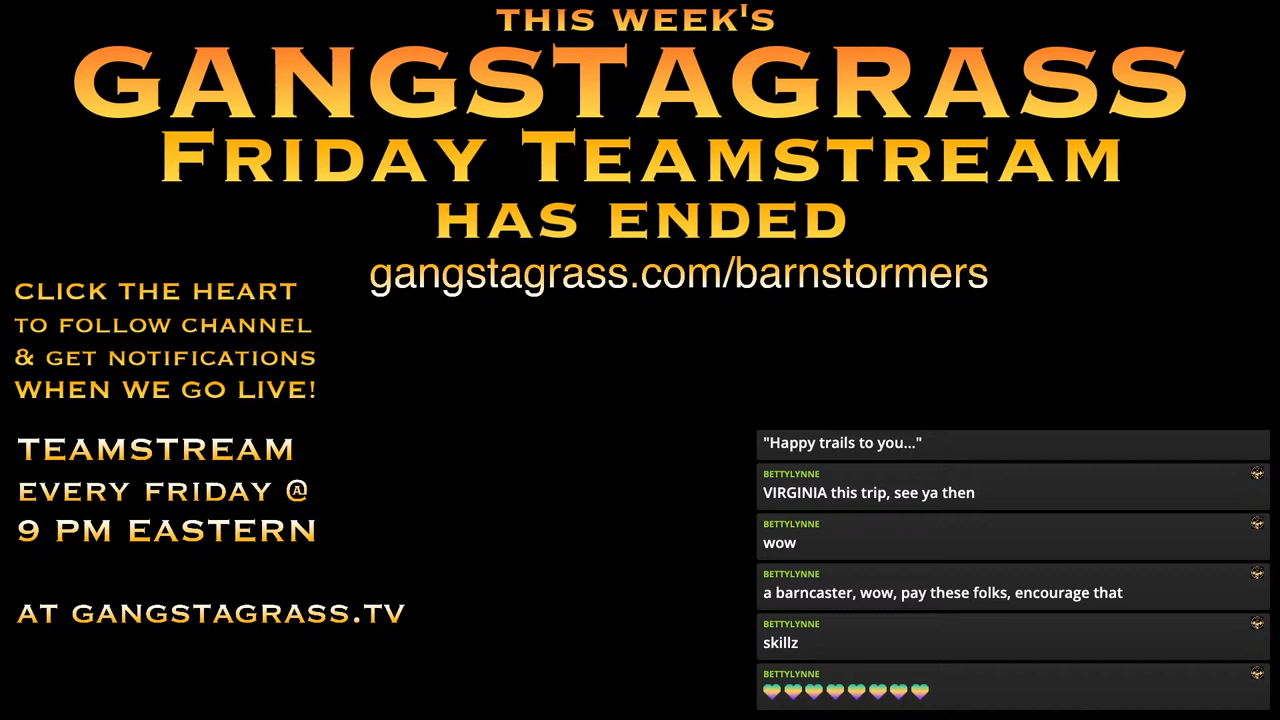 THIS WEEK'S
GANGSTAGRASS
FRIDAY TEAMSTREAM
HAS ENDED
gangstagrass.com/barnstormers
CLICK THE HEART
TO FOLLOW CHANNEL
& GET NOTIFICATIONS
WHEN WE GO LIVE!
TEAMSTREAM
EVERY FRIDAY @
9 PM EASTERN
AT GANGSTAGRASS.TV
"Happy trails to you..."
BETTYLYNNE
VIRGINIA this trip, see ya then
BETTYLYNNE
wow
BETTYLYNNE
a barncaster, wow, pay these folks, encourage that
BETTYLYNNE
skillz
BETTYLYNNE